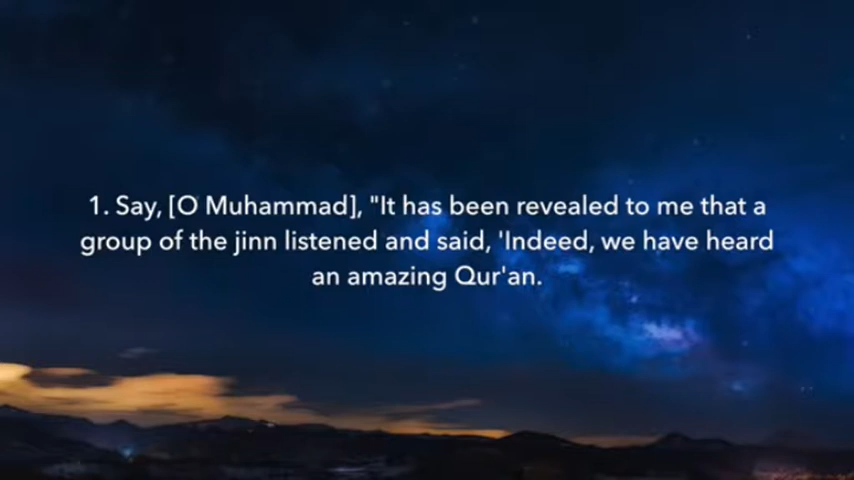 1. Say, [O Muhammad], "It has been revealed to me that a
group of the jinn listened and said, 'Indeed, we have heard
an amazing Qur'an.